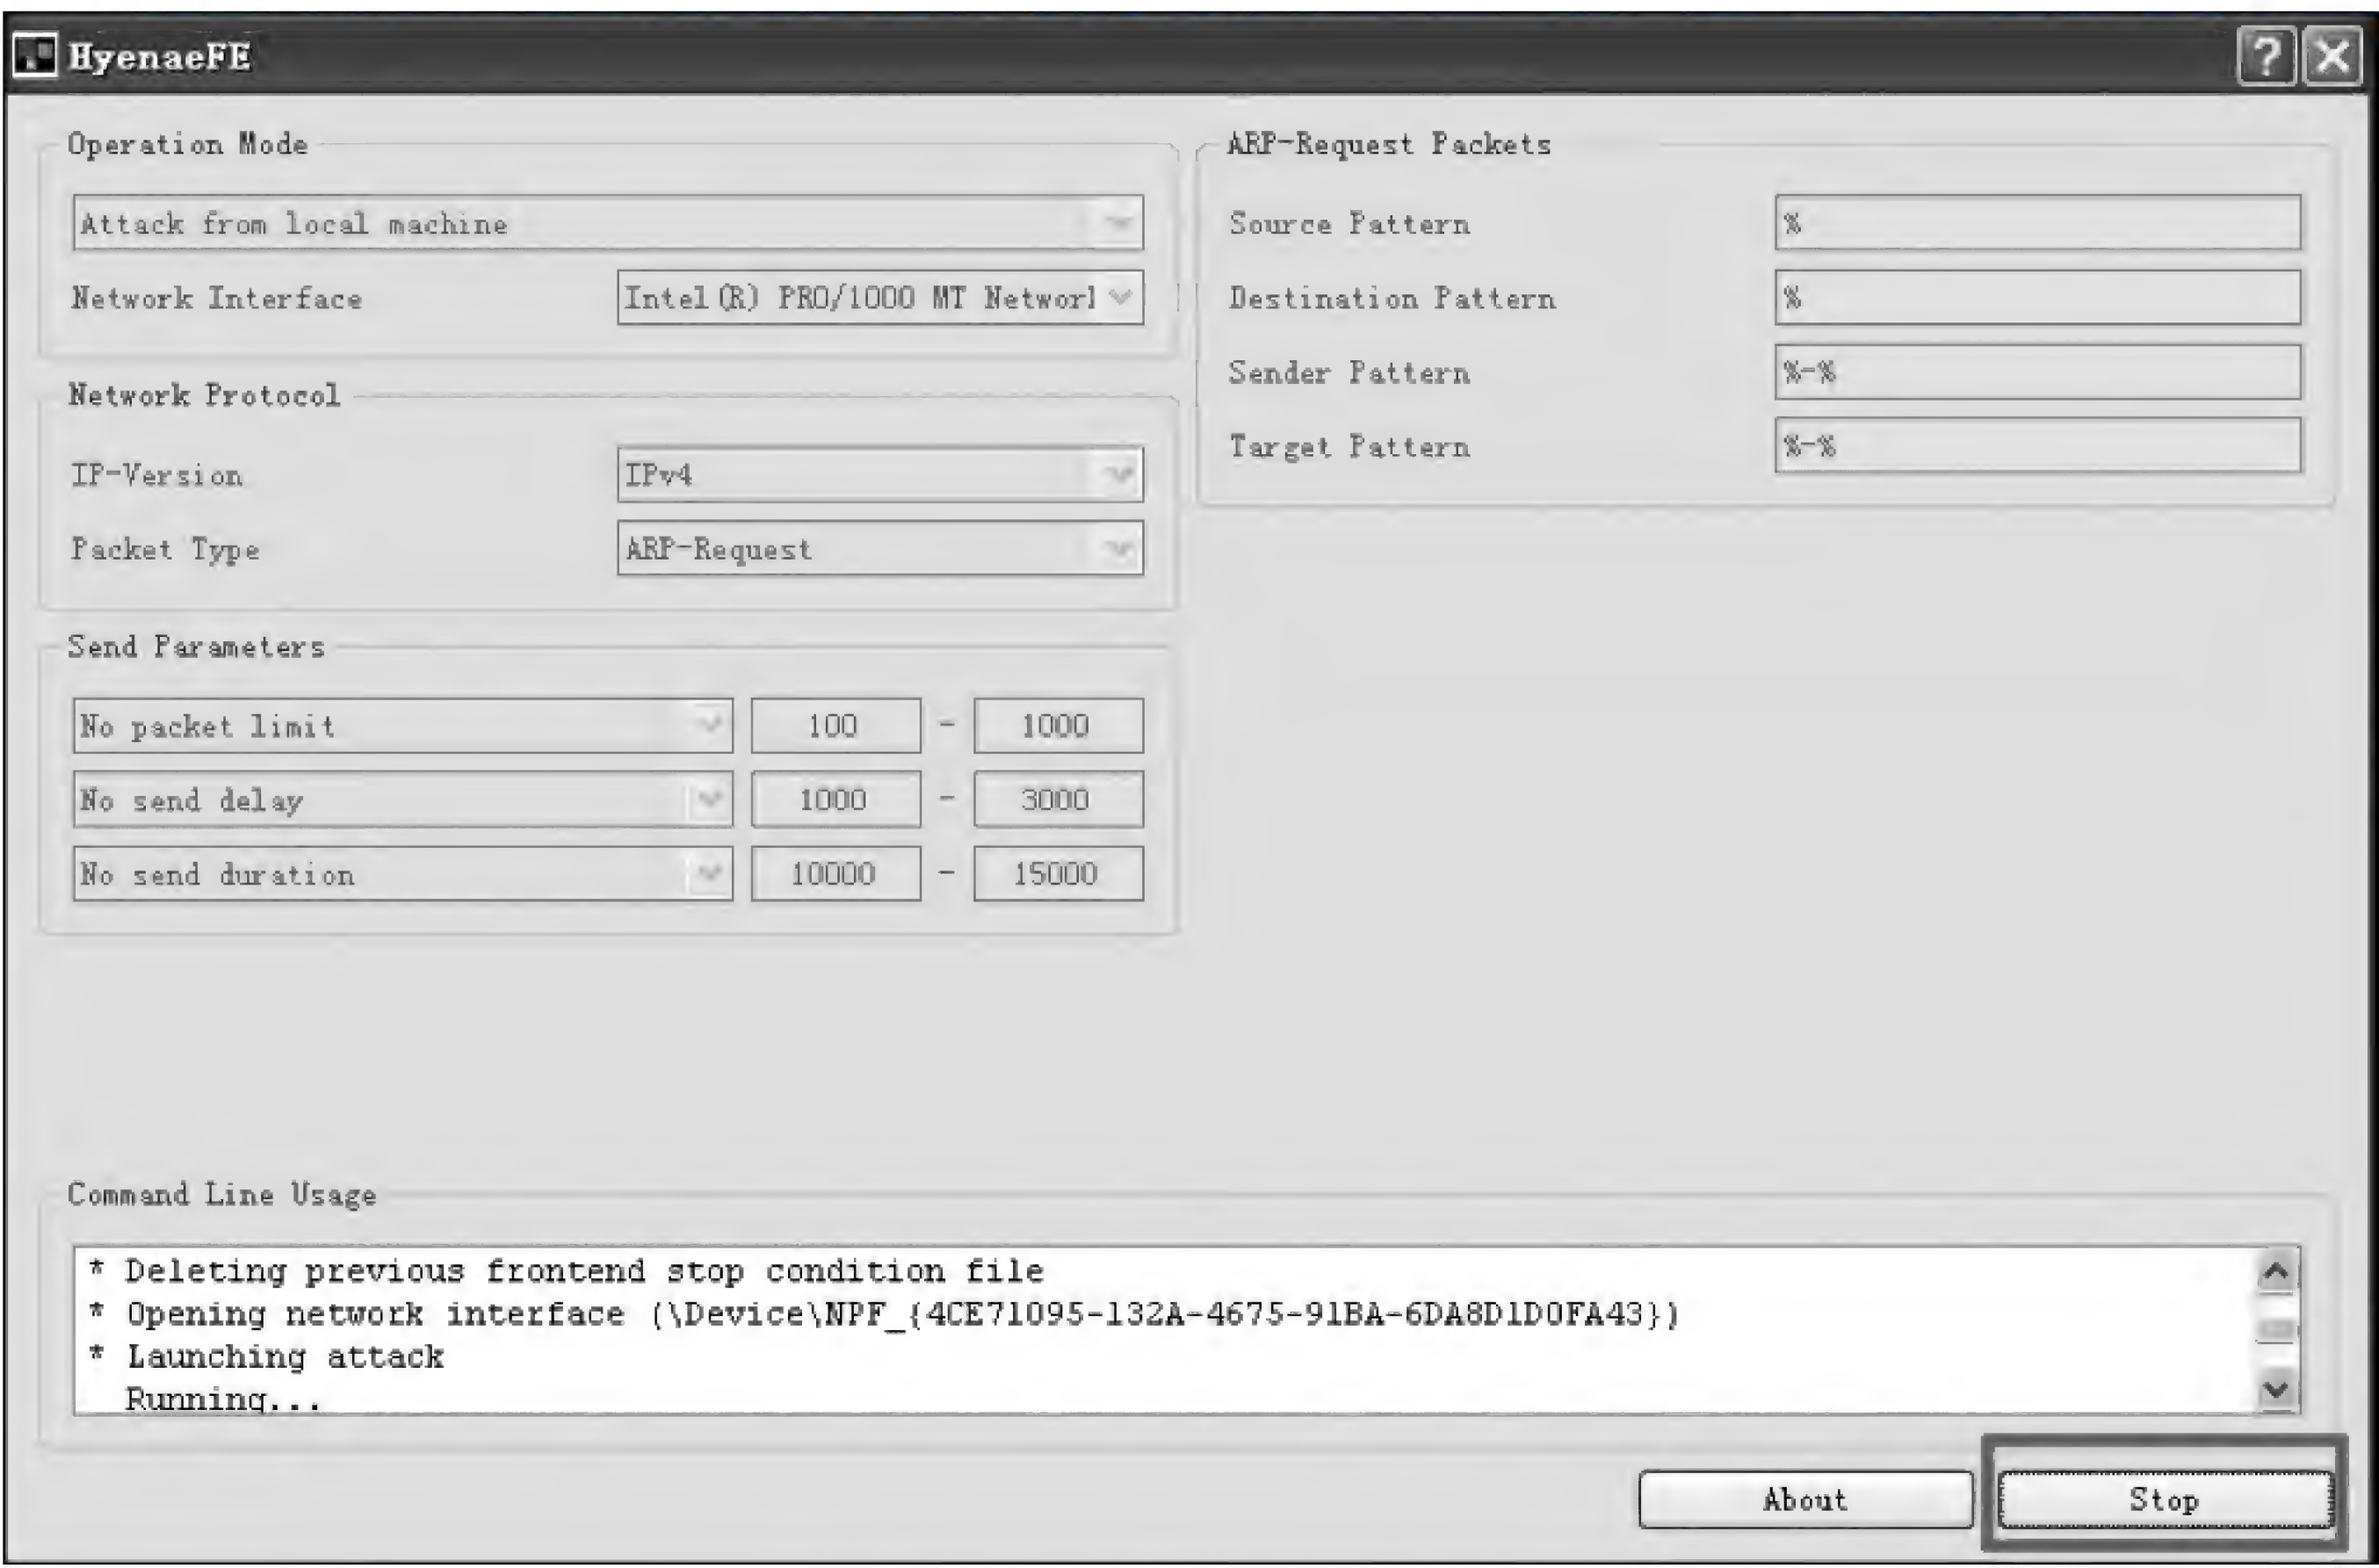 HyenaeFE
Operation Mode
Attack from local machine
Network Interface
Intel(R) PRO/1000 MT Networl
Network Protocol
IP-Version
IPv4
Packet Type
ARP-Request
Send Parameters
No packet limit
100 - 1000
No send delay
1000 - 3000
No send duration
10000 - 15000
ARP-Request Packets
Source Pattern
%
Destination Pattern
%
Sender Pattern
%-%
Target Pattern
%-%
Command Line Usage
* Deleting previous frontend stop condition file
* Opening network interface (\Device\NPF_{4CE71095-132A-4675-91BA-6DA8D1D0FA43})
* Launching attack
Running...
About
Stop